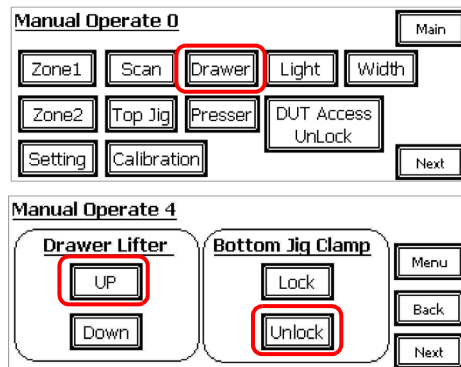 Manual Operate 0
Main
Zone1 Scan Drawer Light Width
Zone2 Top Jig Presser DUT Access
UnLock
Setting Calibration Next
Manual Operate 4
Drawer Lifter Bottom Jig Clamp
Menu
UP Lock
Back
Down Unlock
Next